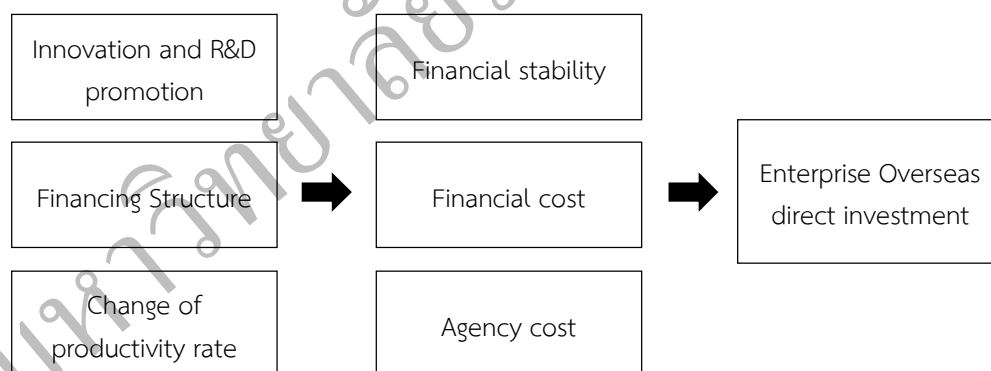 Innovation and R&D
promotion
Financing Structure
Change of
productivity rate
Financial stability
Financial cost
Agency cost
Enterprise Overseas
direct investment